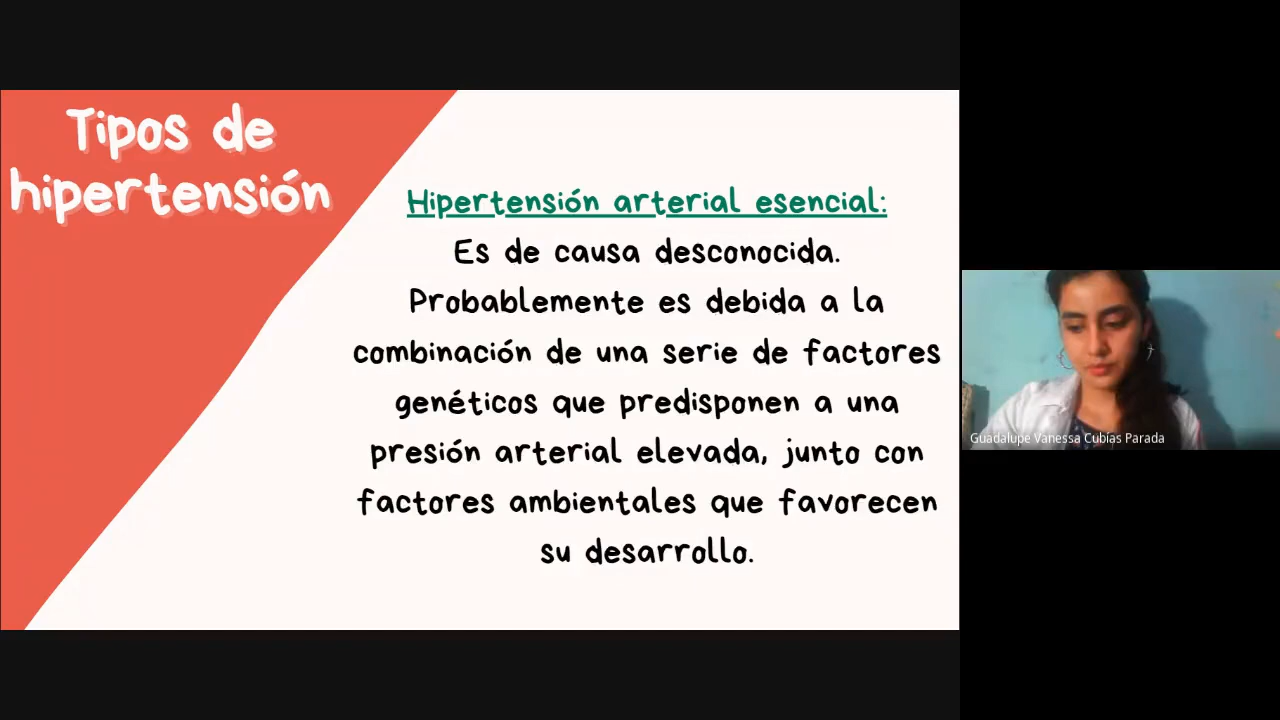 Tipos de
hipertensión
Hipertensión arterial esencial:
Es de causa desconocida.
Probablemente es debida a la
combinación de una serie de factores
genéticos que predisponen a una
presión arterial elevada, junto con
factores ambientales que favorecen
su desarrollo.
Guadalupe Vanessa Cubias Parada